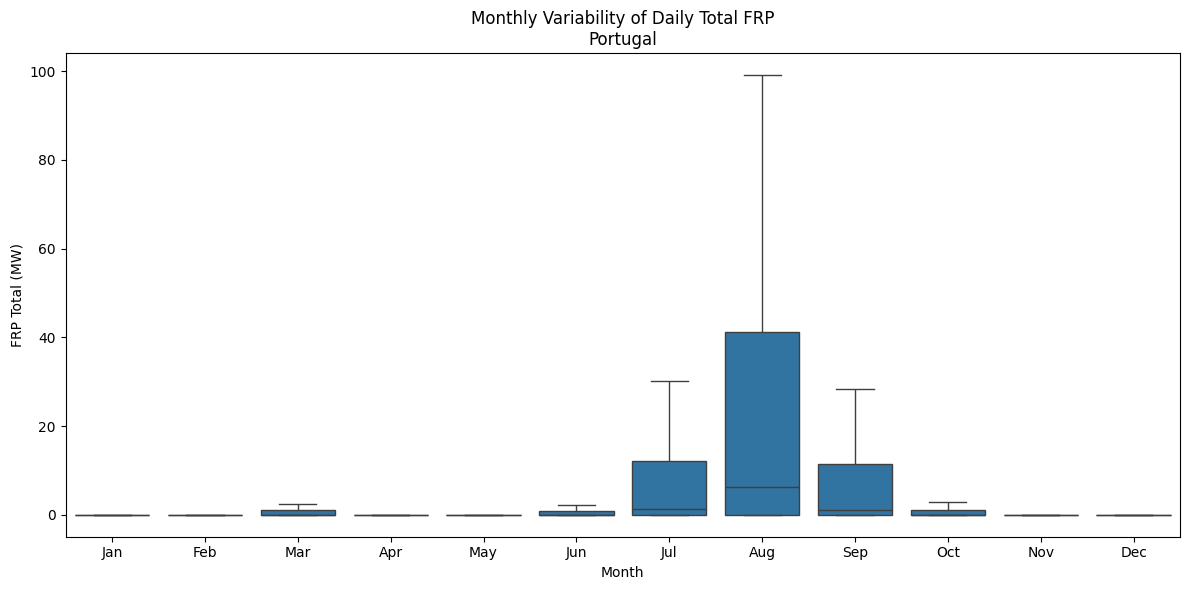 Monthly Variability of Daily Total FRP
Portugal
FRP Total (MW)
100
80
60
40
20
0
Jan Feb Mar Apr May Jun Jul Aug Sep Oct Nov Dec
Month